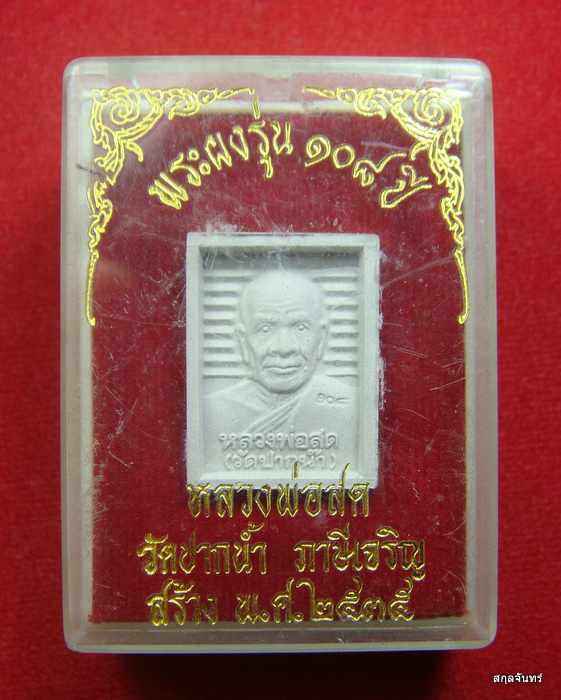 พระผงรุ่น ๑๐๘ ปี
๑๐๘
หลวงพ่อสด
(วัดปากน้ำ)
หลวงพ่อสด
วัดปากน้ำ ภาษีเจริญ
สร้าง พ.ศ.๒๕๓๕
สกุลจันทร์